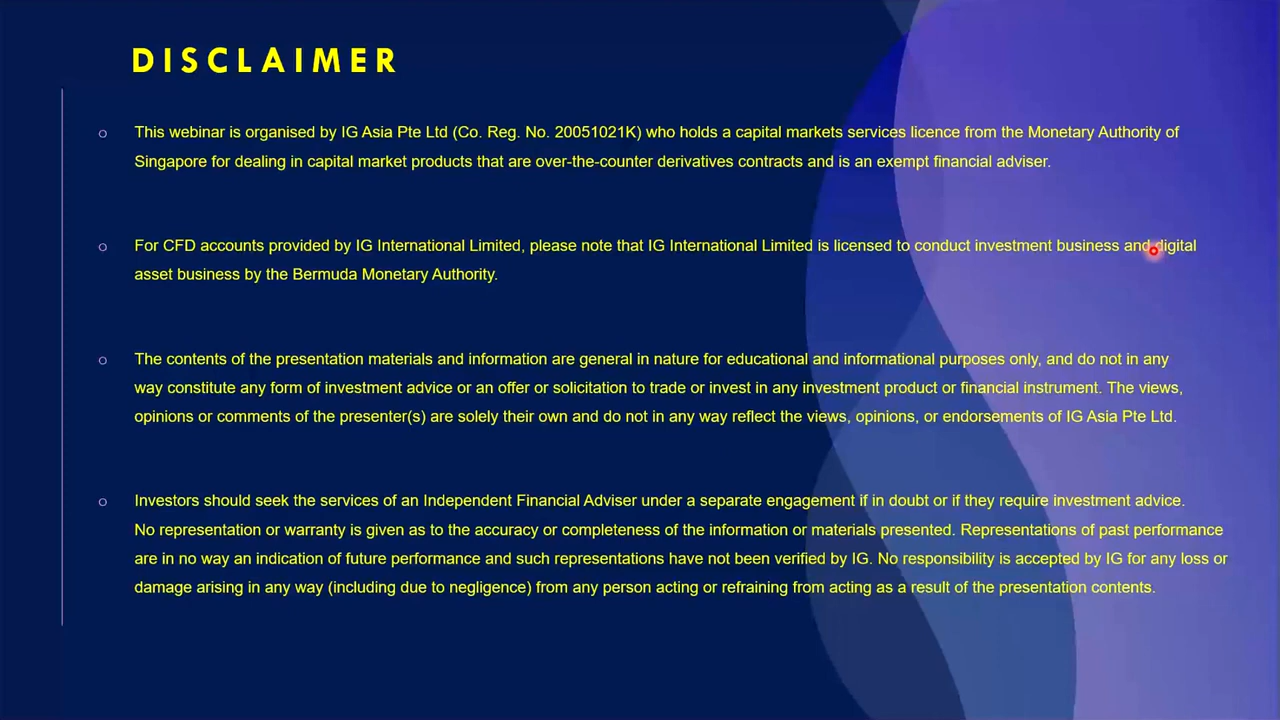 DISCLAIMER
This webinar is organised by IG Asia Pte Ltd (Co. Reg. No. 20051021K) who holds a capital markets services licence from the Monetary Authority of
Singapore for dealing in capital market products that are over-the-counter derivatives contracts and is an exempt financial adviser.
For CFD accounts provided by IG International Limited, please note that IG International Limited is licensed to conduct investment business and digital
asset business by the Bermuda Monetary Authority.
The contents of the presentation materials and information are general in nature for educational and informational purposes only, and do not in any
way constitute any form of investment advice or an offer or solicitation to trade or invest in any investment product or financial instrument. The views,
opinions or comments of the presenter(s) are solely their own and do not in any way reflect the views, opinions, or endorsements of IG Asia Pte Ltd.
Investors should seek the services of an Independent Financial Adviser under a separate engagement if in doubt or if they require investment advice.
No representation or warranty is given as to the accuracy or completeness of the information or materials presented. Representations of past performance
are in no way an indication of future performance and such representations have not been verified by IG. No responsibility is accepted by IG for any loss or
damage arising in any way (including due to negligence) from any person acting or refraining from acting as a result of the presentation contents.